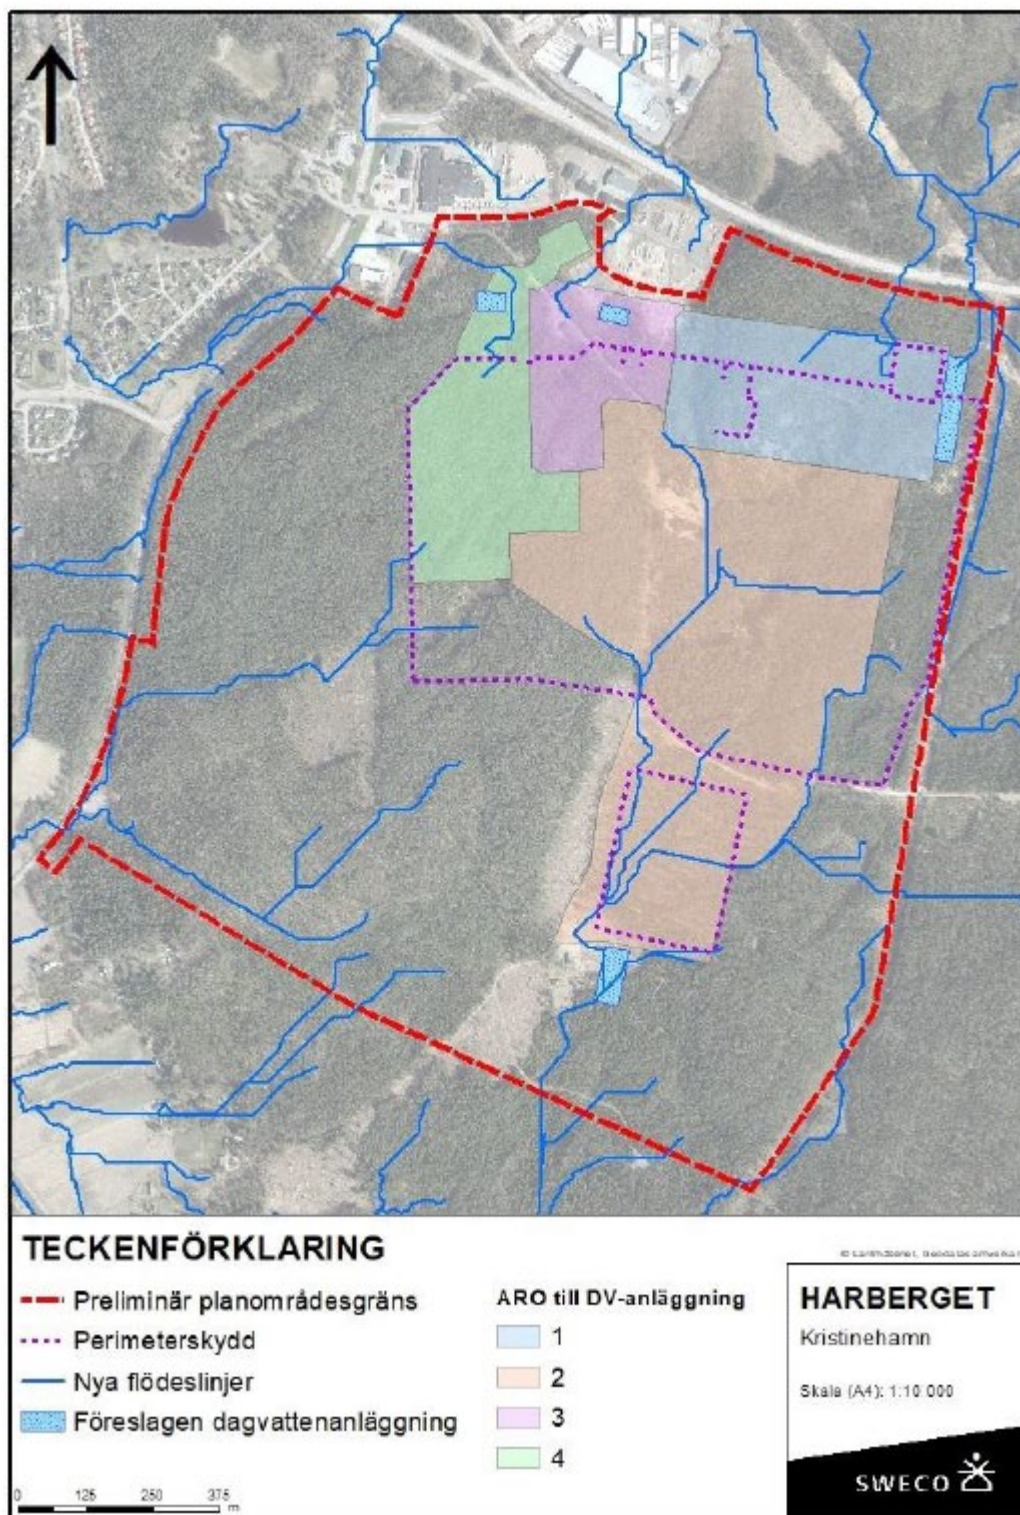 TECKENFÖRKLARING
Preliminär planområdesgräns
Perimeterskydd
Nya flödeslinjer
Föreslagen dagvattenanläggning
0 125 250 375
m
ARO till DV-anläggning
1
2
3
4
HARBERGET
Kristinehamn
Skala (A4): 1:10 000
SWECO